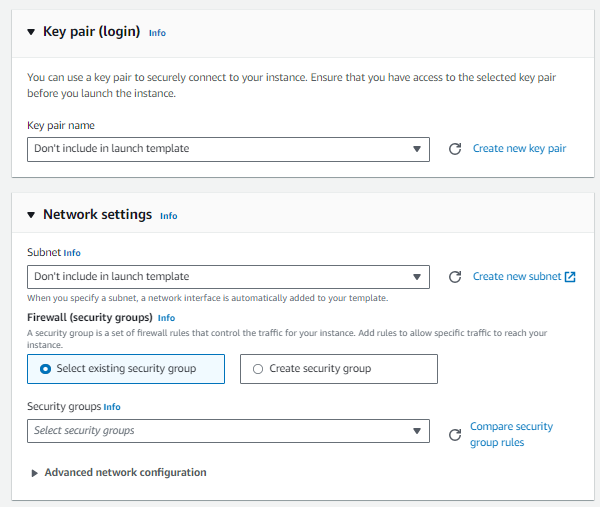 Key pair (login) Info
You can use a key pair to securely connect to your instance. Ensure that you have access to the selected key pair
before you launch the instance.
Key pair name
Don't include in launch template
Create new key pair
Network settings Info
Subnet Info
Don't include in launch template
Create new subnet
When you specify a subnet, a network interface is automatically added to your template.
Firewall (security groups) Info
A security group is a set of firewall rules that control the traffic for your instance. Add rules to allow specific traffic to reach your
instance.
Select existing security group
Create security group
Security groups Info
Select security groups
Compare security
group rules
Advanced network configuration